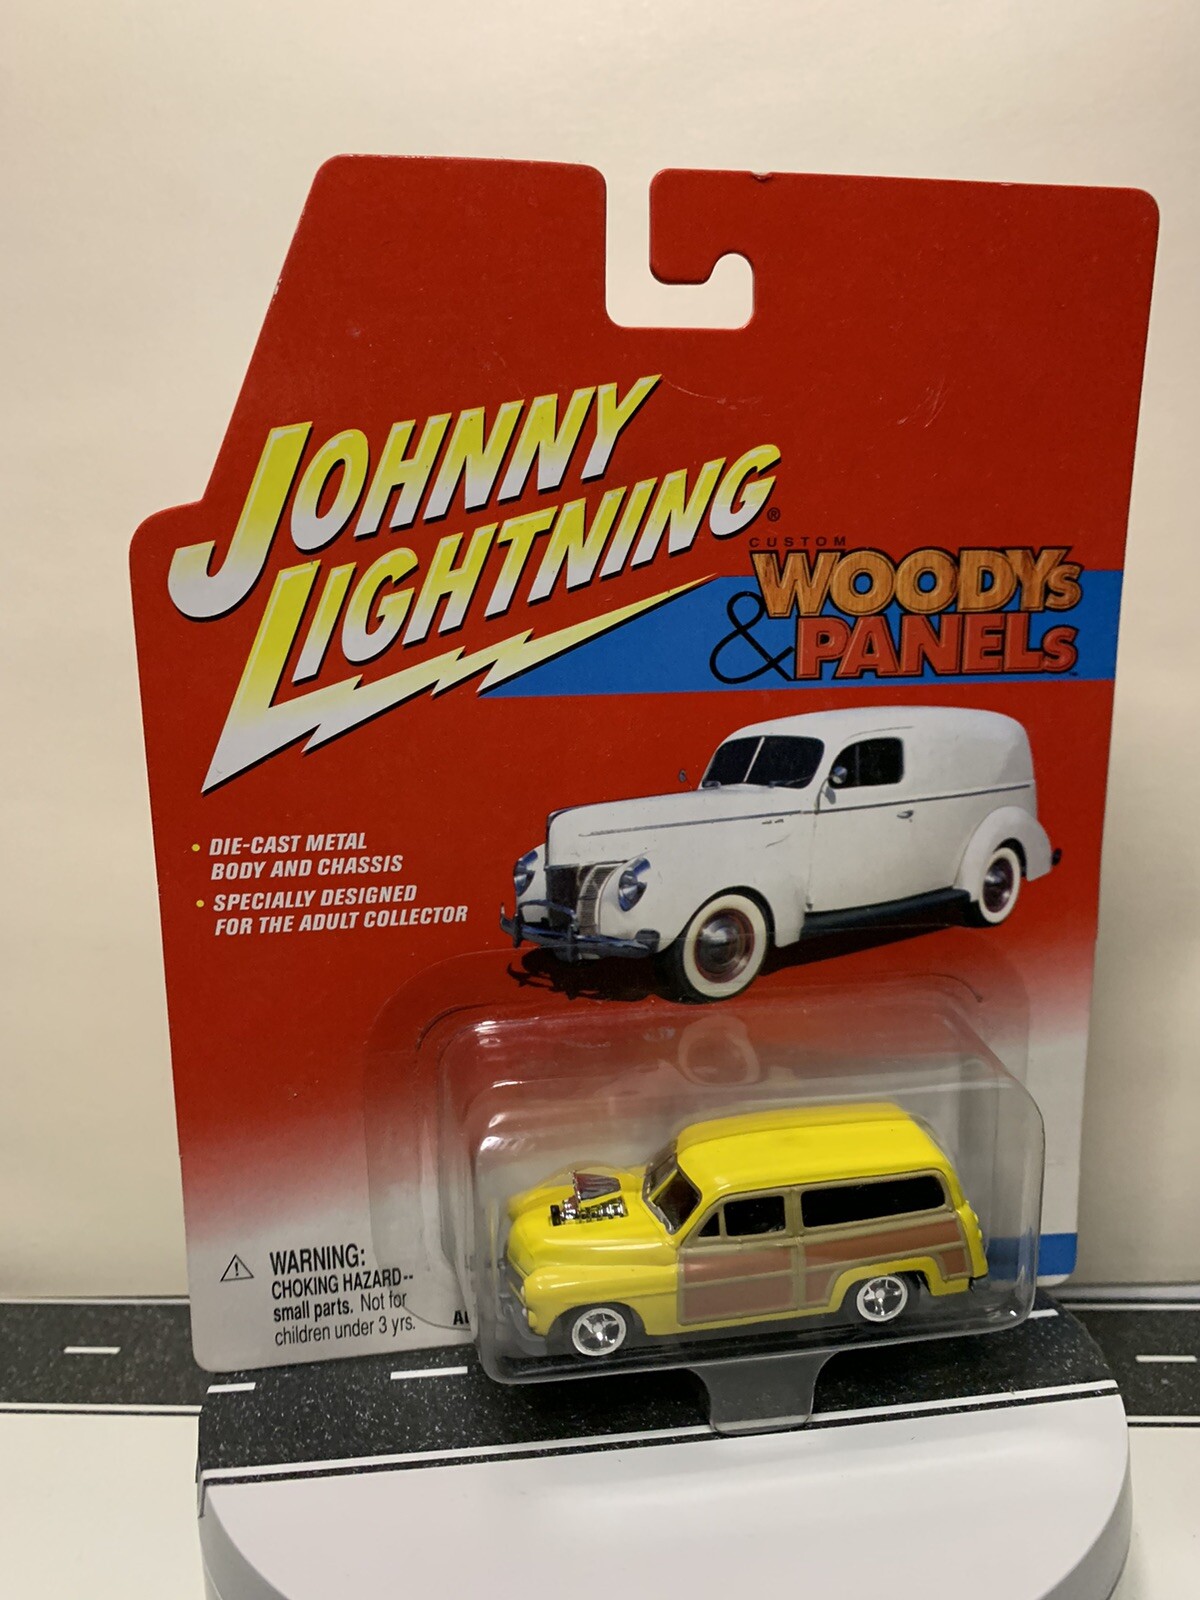 JOHNNY
LIGHTNING®
CUSTOM
WOODYs
& PANELs
• DIE-CAST METAL
BODY AND CHASSIS
• SPECIALLY DESIGNED
FOR THE ADULT COLLECTOR
WARNING:
CHOKING HAZARD--
small parts. Not for
children under 3 yrs.